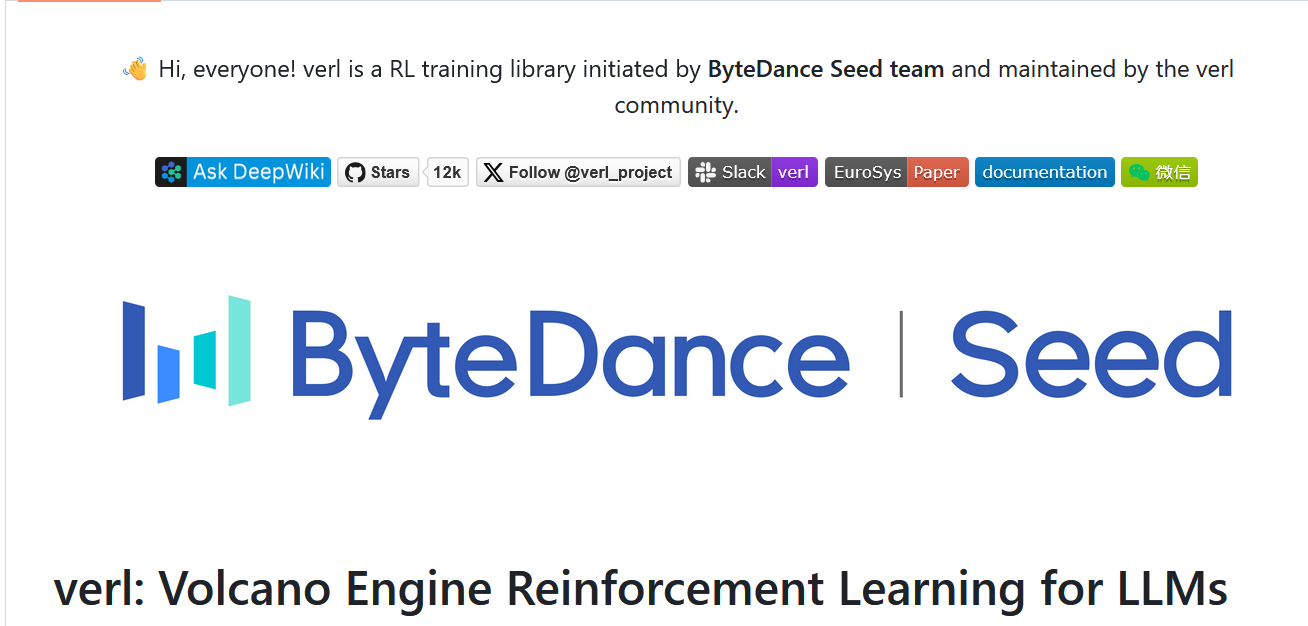 👋 Hi, everyone! verl is a RL training library initiated by ByteDance Seed team and maintained by the verl
community.
Ask DeepWiki Stars 12k Follow @verl_project Slack verl EuroSys Paper documentation 微信
ByteDance | Seed
verl: Volcano Engine Reinforcement Learning for LLMs